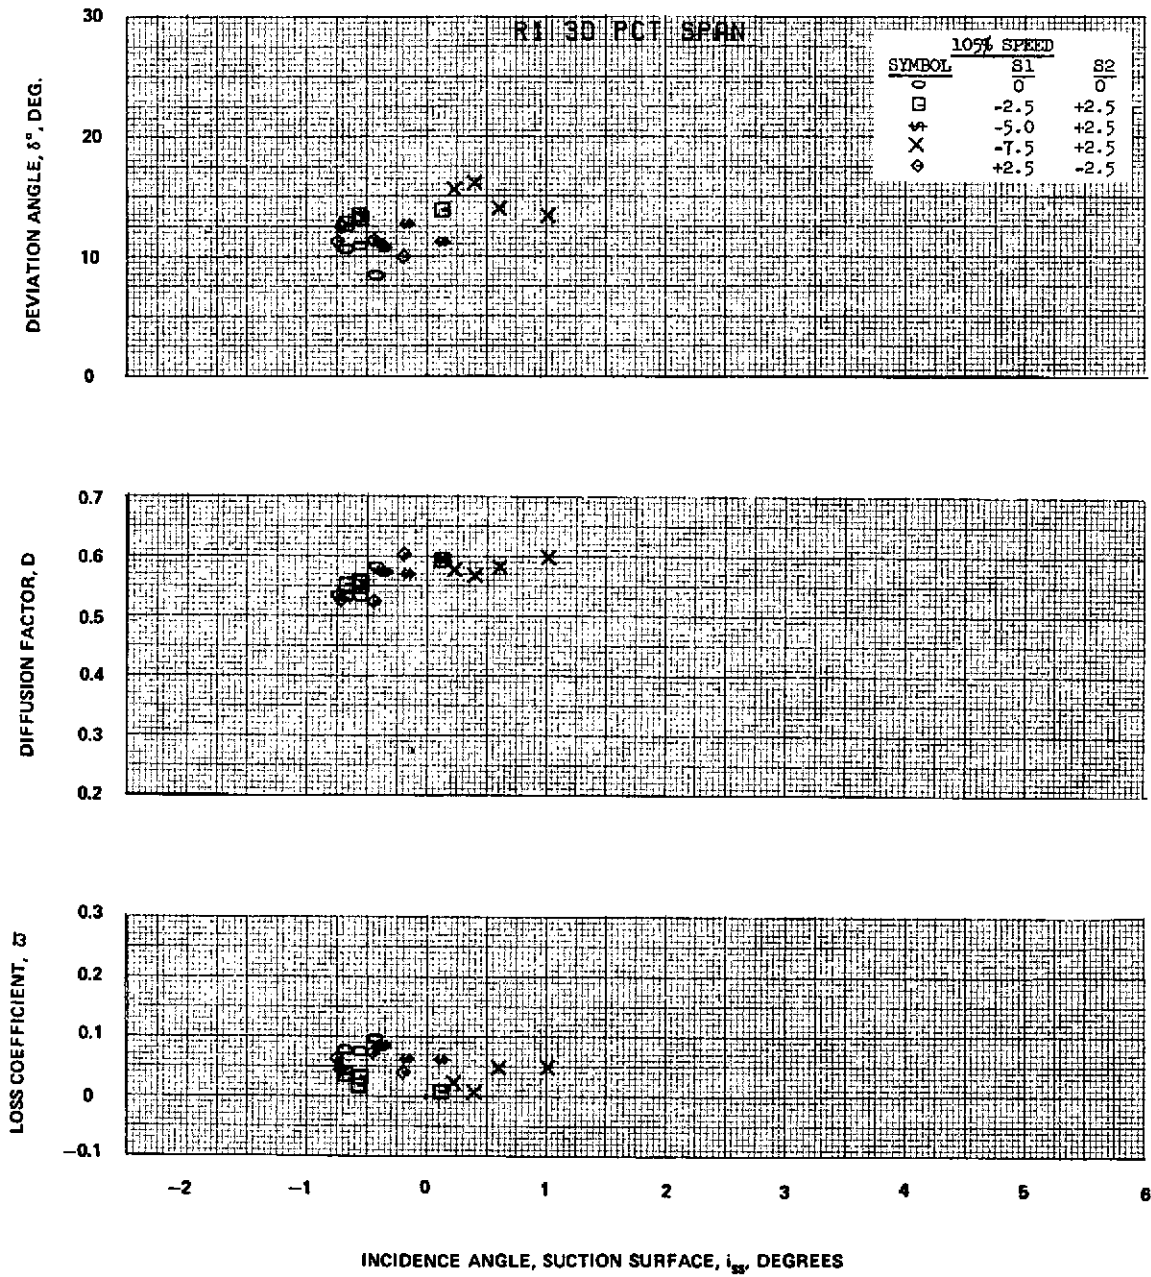 R1 30 PCT SPAN
105% SPEED
SYMBOL S1 S2
0 0
-2.5 +2.5
-5.0 +2.5
-7.5 +2.5
+2.5 -2.5
DEVIATION ANGLE, δ°, DEG.
30
20
10
0
DIFFUSION FACTOR, D
0.7
0.6
0.5
0.4
0.3
0.2
LOSS COEFFICIENT, ϖ
0.3
0.2
0.1
0
−0.1
−2 −1 0 1 2 3 4 5 6
INCIDENCE ANGLE, SUCTION SURFACE, iss, DEGREES